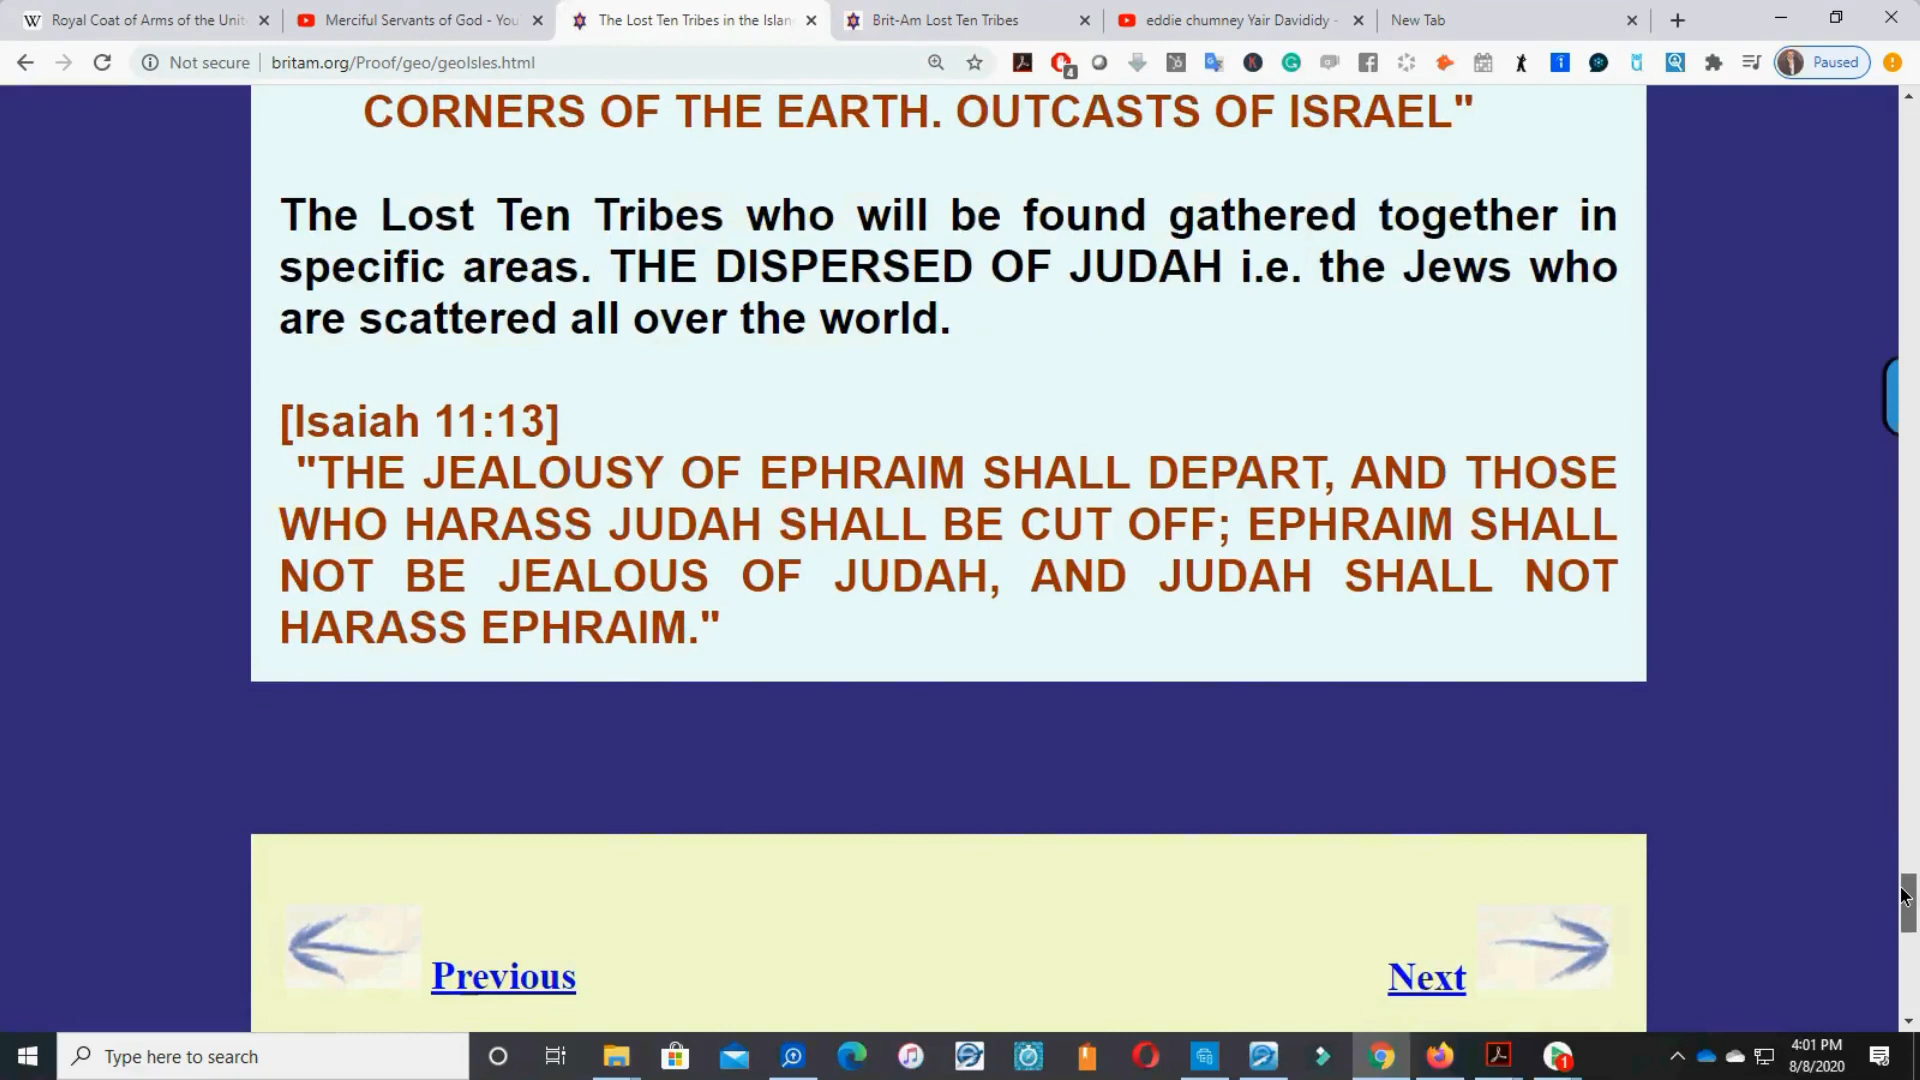 Royal Coat of Arms of the Unit
Merciful Servants of God - You
The Lost Ten Tribes in the Islan
Brit-Am Lost Ten Tribes
eddie chumney Yair Davididy -
New Tab
Not secure
britam.org/Proof/geo/geoIsles.html
4
Paused
CORNERS OF THE EARTH. OUTCASTS OF ISRAEL"
The Lost Ten Tribes who will be found gathered together in
specific areas. THE DISPERSED OF JUDAH i.e. the Jews who
are scattered all over the world.
[Isaiah 11:13]
"THE JEALOUSY OF EPHRAIM SHALL DEPART, AND THOSE
WHO HARASS JUDAH SHALL BE CUT OFF; EPHRAIM SHALL
NOT BE JEALOUS OF JUDAH, AND JUDAH SHALL NOT
HARASS EPHRAIM."
Previous
Next
Type here to search
1
4:01 PM
8/8/2020